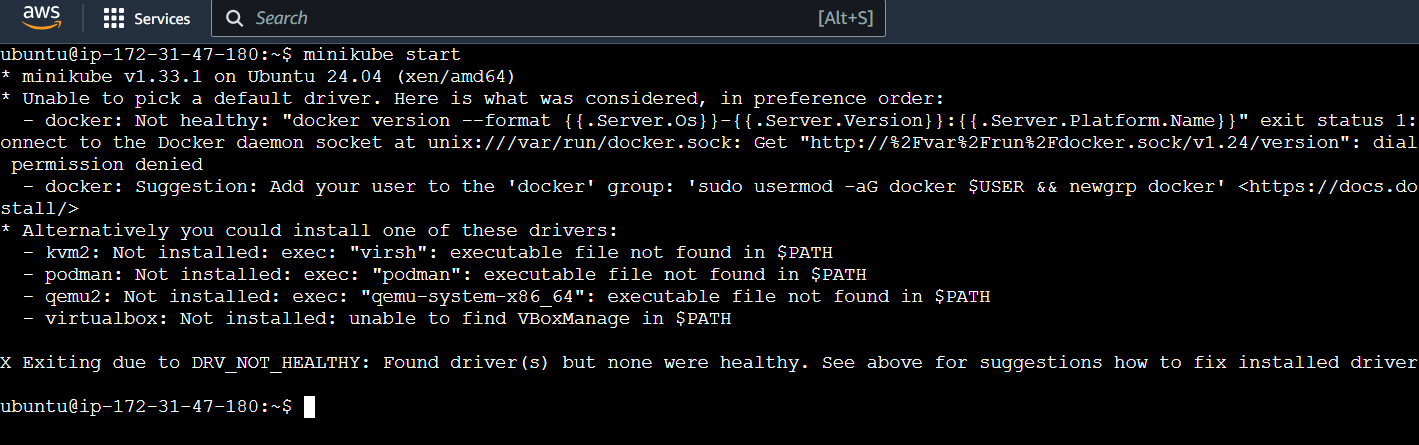 aws
Services
Search
[Alt+S]
ubuntu@ip-172-31-47-180:~$ minikube start
* minikube v1.33.1 on Ubuntu 24.04 (xen/amd64)
* Unable to pick a default driver. Here is what was considered, in preference order:
  - docker: Not healthy: "docker version --format {{.Server.Os}}-{{.Server.Version}}:{{.Server.Platform.Name}}" exit status 1:
onnect to the Docker daemon socket at unix:///var/run/docker.sock: Get "http://%2Fvar%2Frun%2Fdocker.sock/v1.24/version": dial
 permission denied
  - docker: Suggestion: Add your user to the 'docker' group: 'sudo usermod -aG docker $USER && newgrp docker' <https://docs.do
stall/>
* Alternatively you could install one of these drivers:
  - kvm2: Not installed: exec: "virsh": executable file not found in $PATH
  - podman: Not installed: exec: "podman": executable file not found in $PATH
  - qemu2: Not installed: exec: "qemu-system-x86_64": executable file not found in $PATH
  - virtualbox: Not installed: unable to find VBoxManage in $PATH
X Exiting due to DRV_NOT_HEALTHY: Found driver(s) but none were healthy. See above for suggestions how to fix installed driver
ubuntu@ip-172-31-47-180:~$